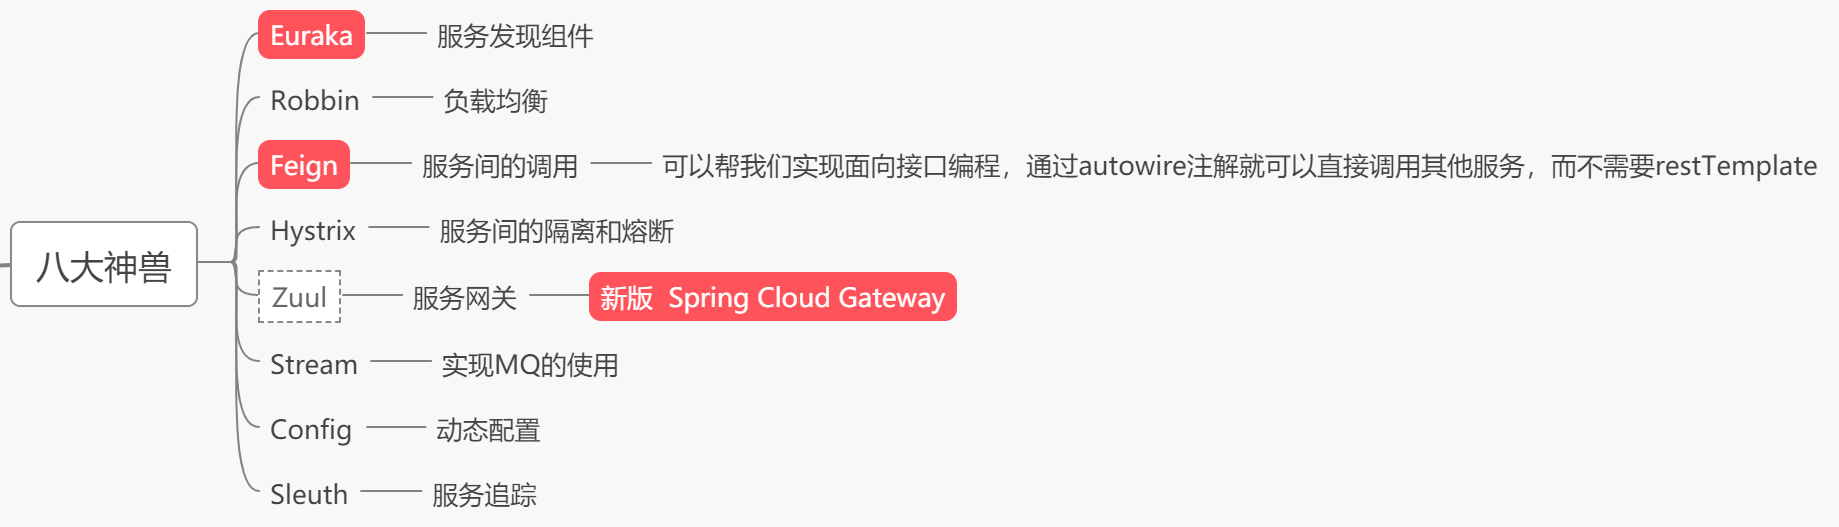 八大神兽
Euraka 服务发现组件
Robbin 负载均衡
Feign 服务间的调用 可以帮我们实现面向接口编程，通过autowire注解就可以直接调用其他服务，而不需要restTemplate
Hystrix 服务间的隔离和熔断
Zuul 服务网关 新版 Spring Cloud Gateway
Stream 实现MQ的使用
Config 动态配置
Sleuth 服务追踪